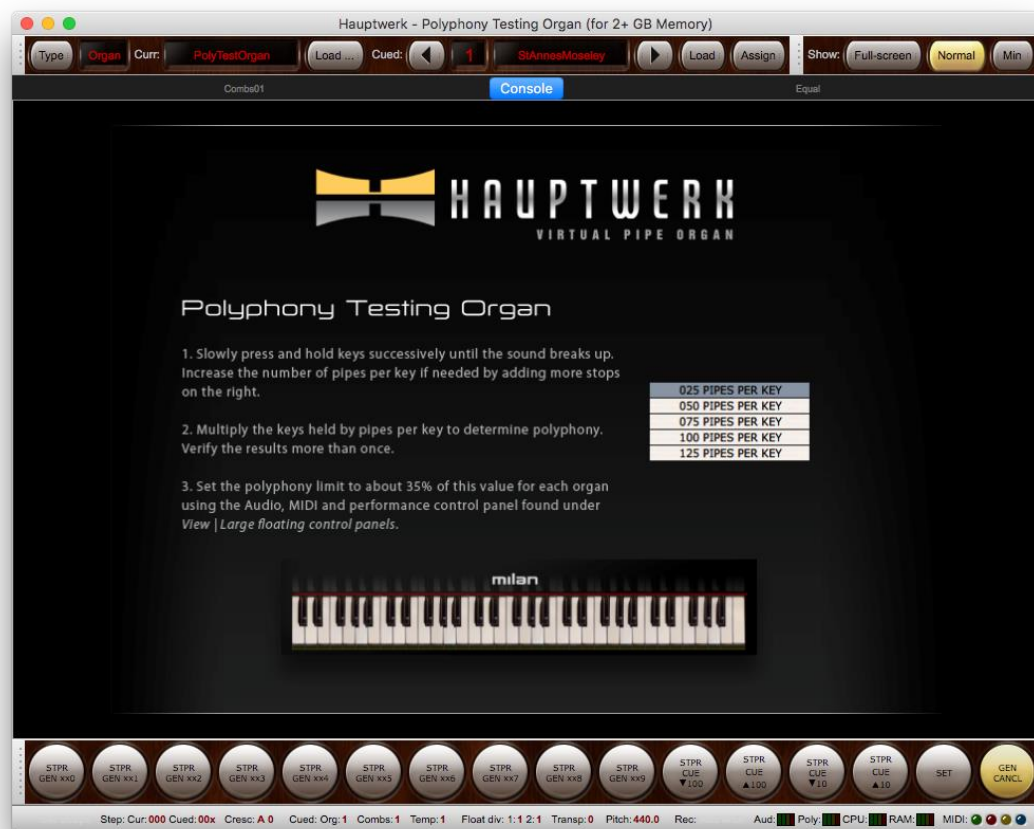 Hauptwerk - Polyphony Testing Organ (for 2+ GB Memory)
Type Organ Curr: PolyTestOrgan Load ... Cued: 1 StAnnesMoseley Load Assign Show: Full-screen Normal Min
Combs01 Console Equal
HAUPTWERK
VIRTUAL PIPE ORGAN
Polyphony Testing Organ
1. Slowly press and hold keys successively until the sound breaks up.
Increase the number of pipes per key if needed by adding more stops
on the right.
025 PIPES PER KEY
050 PIPES PER KEY
075 PIPES PER KEY
100 PIPES PER KEY
125 PIPES PER KEY
2. Multiply the keys held by pipes per key to determine polyphony.
Verify the results more than once.
3. Set the polyphony limit to about 35% of this value for each organ
using the Audio, MIDI and performance control panel found under
View | Large floating control panels.
milan
STPR GEN xx0
STPR GEN xx1
STPR GEN xx2
STPR GEN xx3
STPR GEN xx4
STPR GEN xx5
STPR GEN xx6
STPR GEN xx7
STPR GEN xx8
STPR GEN xx9
STPR CUE ▼100
STPR CUE ▲100
STPR CUE ▼10
STPR CUE ▲10
SET
GEN CANCL
Step: Cur: 000 Cued: 00x Cresc: A 0 Cued: Org: 1 Combs: 1 Temp: 1 Float div: 1: 1 2: 1 Transp: 0 Pitch: 440.0 Rec: Aud: Poly: CPU: RAM: MIDI: